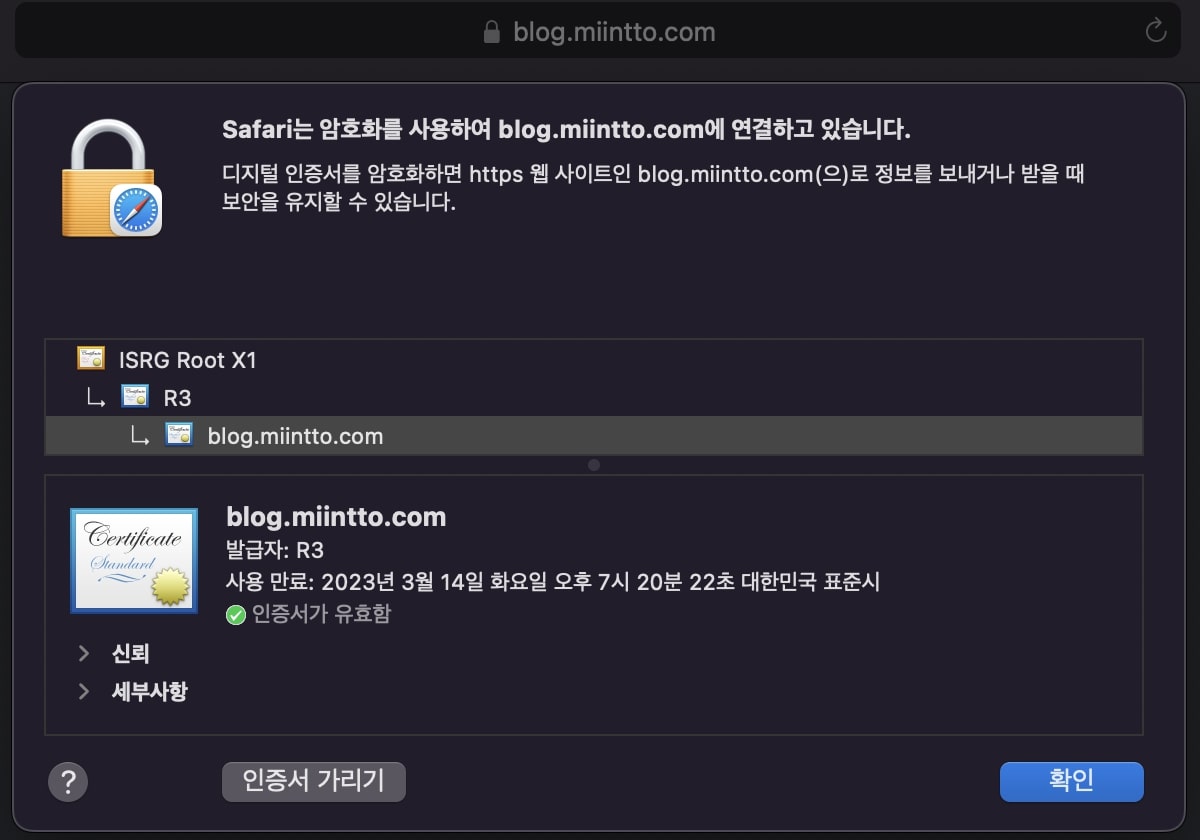 blog.miintto.com
Safari는 암호화를 사용하여 blog.miintto.com에 연결하고 있습니다.
디지털 인증서를 암호화하면 https 웹 사이트인 blog.miintto.com(으)로 정보를 보내거나 받을 때
보안을 유지할 수 있습니다.
ISRG Root X1
R3
blog.miintto.com
Certificate
Standard
blog.miintto.com
발급자: R3
사용 만료: 2023년 3월 14일 화요일 오후 7시 20분 22초 대한민국 표준시
인증서가 유효함
신뢰
세부사항
?
인증서 가리기
확인